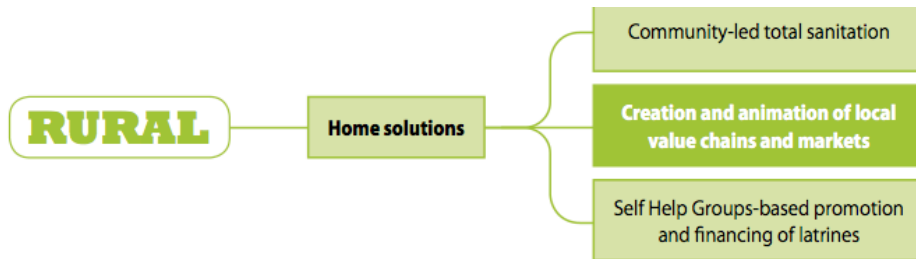 RURAL
Home solutions
Community-led total sanitation
Creation and animation of local
value chains and markets
Self Help Groups-based promotion
and financing of latrines